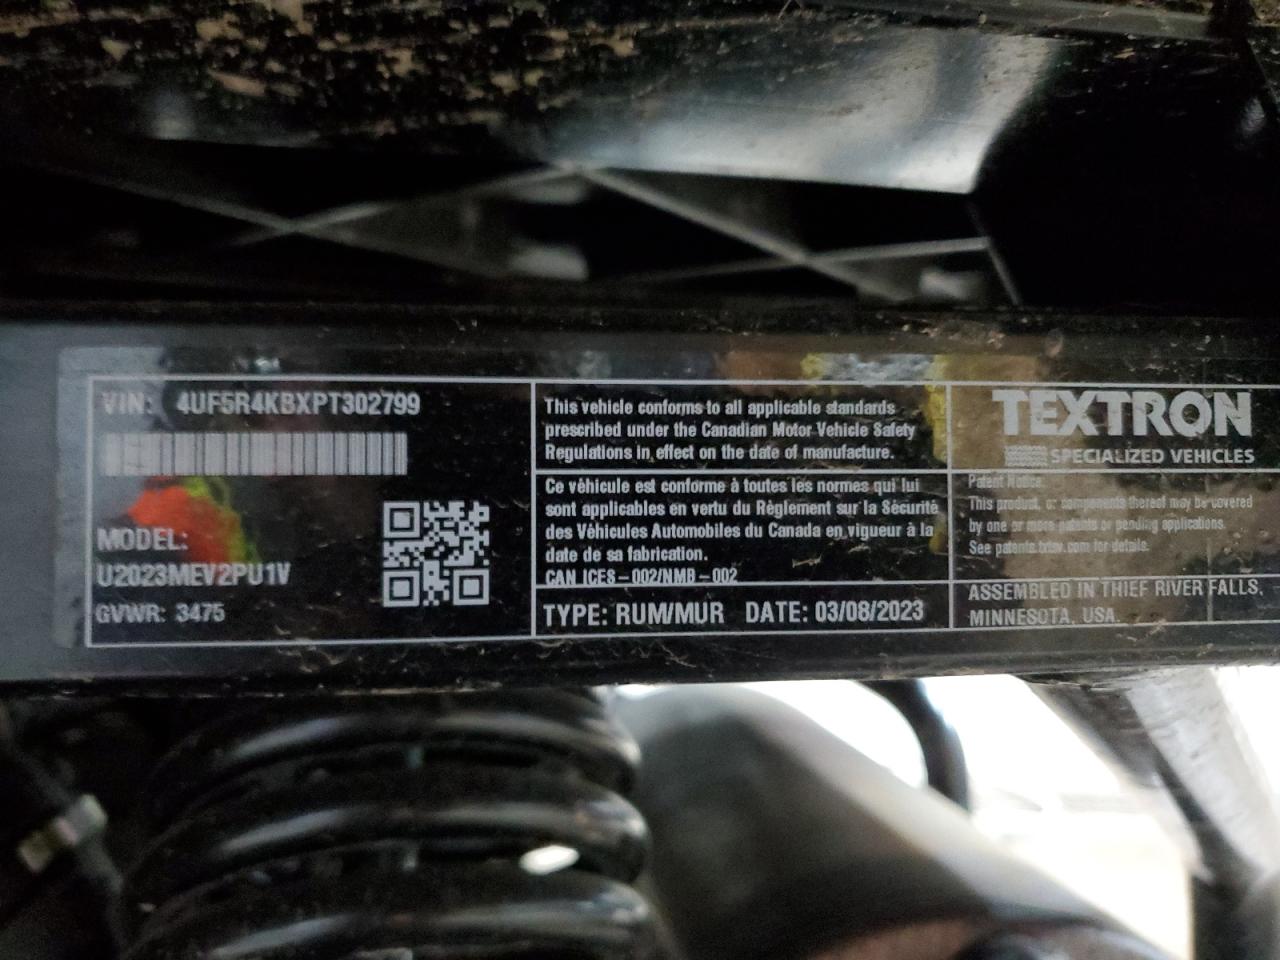 VIN: 4UF5R4KBXPT302799
MODEL:
U2023MEV2PU1V
GVWR: 3475
This vehicle conforms to all applicable standards
prescribed under the Canadian Motor Vehicle Safety
Regulations in effect on the date of manufacture.
Ce véhicule est conforme à toutes les normes qui lui
sont applicables en vertu du Règlement sur la Sécurité
des Véhicules Automobiles du Canada en vigueur à la
date de sa fabrication.
CAN ICES-002/NMB-002
TYPE: RUM/MUR DATE: 03/08/2023
TEXTRON
SPECIALIZED VEHICLES
Patent Notice:
This product, or components thereof may be covered
by one or more patents or pending applications.
See patents.txtsv.com for details.
ASSEMBLED IN THIEF RIVER FALLS,
MINNESOTA, USA.